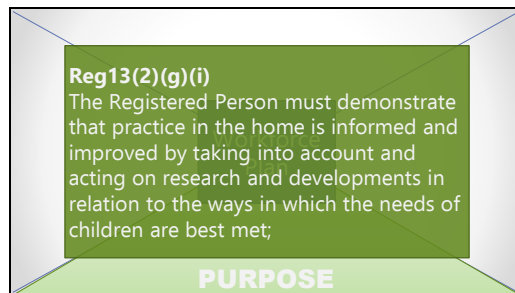 Reg13(2)(g)(i)
The Registered Person must demonstrate
that practice in the home is informed and
improved by taking into account and
acting on research and developments in
relation to the ways in which the needs of
children are best met;
Workforce
Plan
PURPOSE